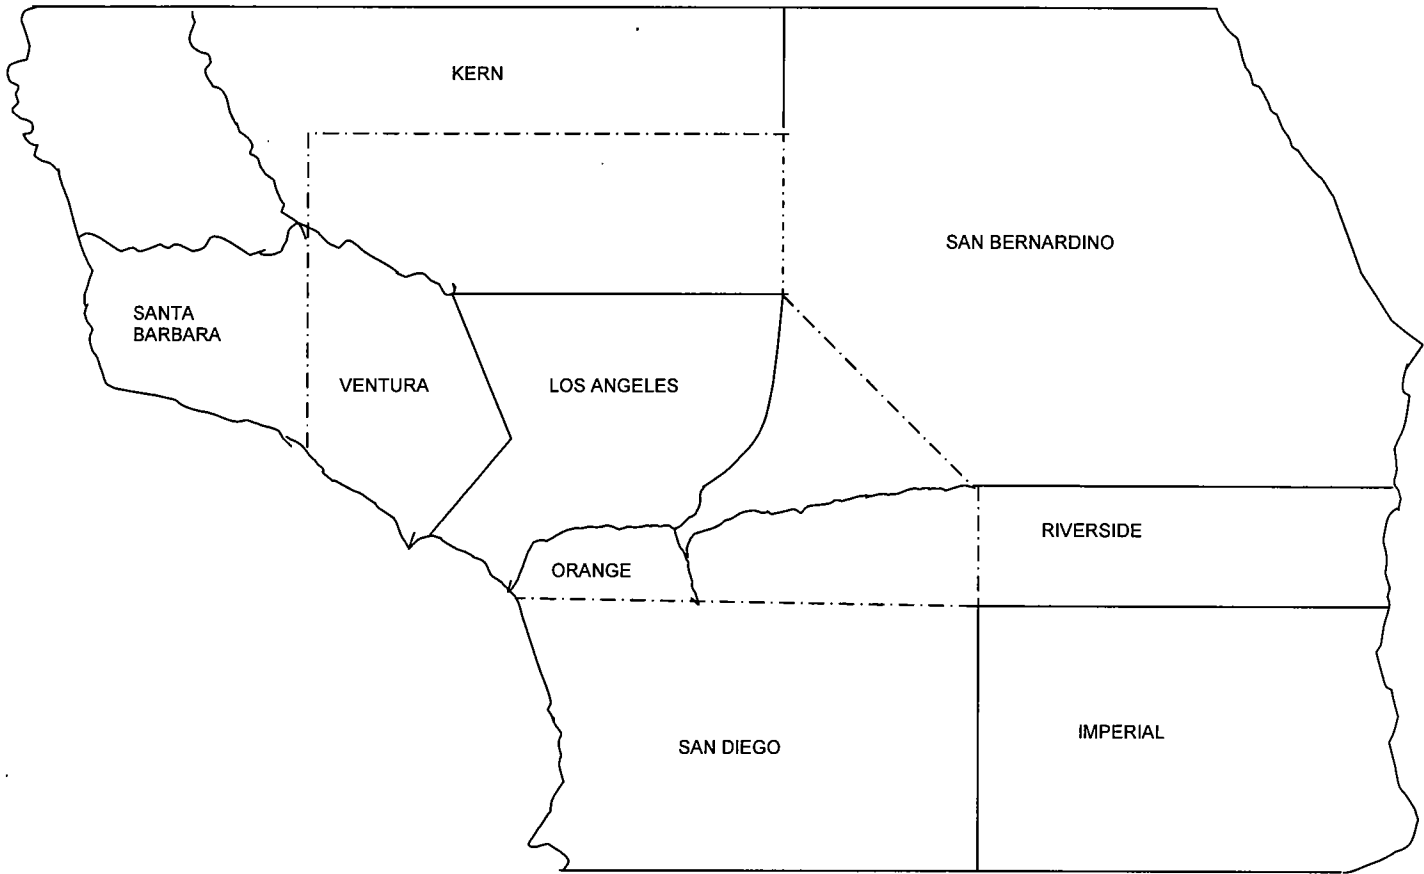 KERN
SAN BERNARDINO
SANTA
BARBARA
VENTURA
LOS ANGELES
RIVERSIDE
ORANGE
SAN DIEGO
IMPERIAL